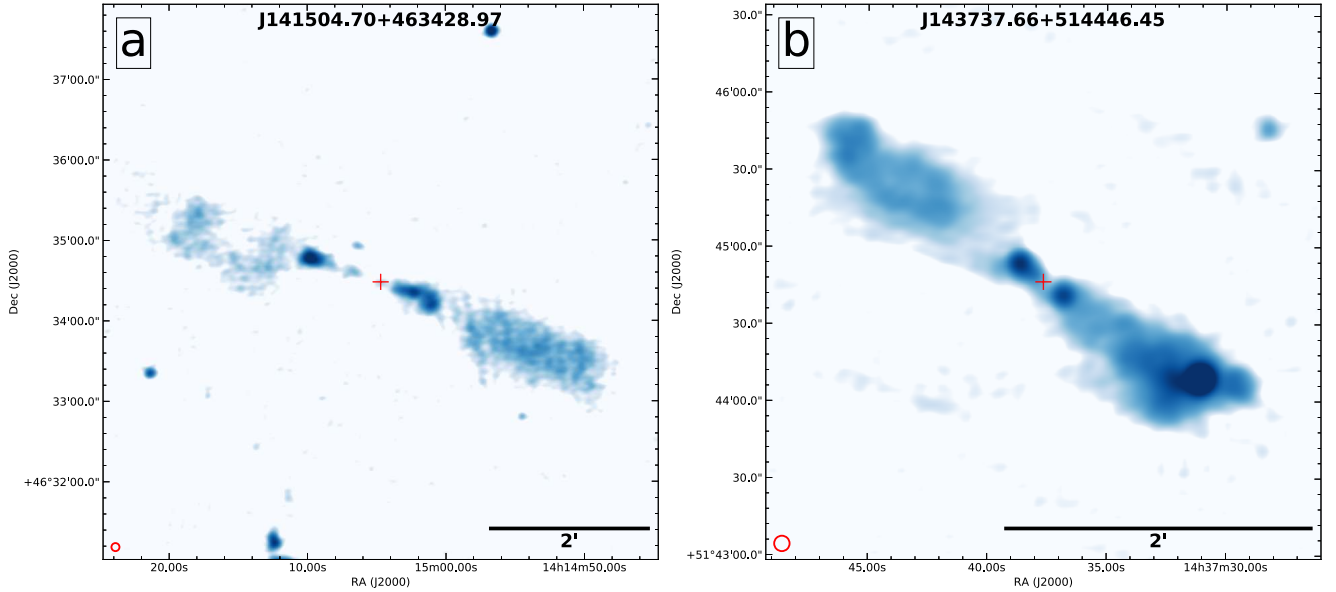 J141504.70+463428.97
a
37'00.0"
36'00.0"
35'00.0"
34'00.0"
33'00.0"
+46°32'00.0"
Dec (J2000)
2'
20.00s
10.00s
15m00.00s
14h14m50.00s
RA (J2000)
J143737.66+514446.45
b
30.0"
46'00.0"
30.0"
45'00.0"
30.0"
44'00.0"
30.0"
+51°43'00.0"
Dec (J2000)
2'
45.00s
40.00s
35.00s
14h37m30.00s
RA (J2000)